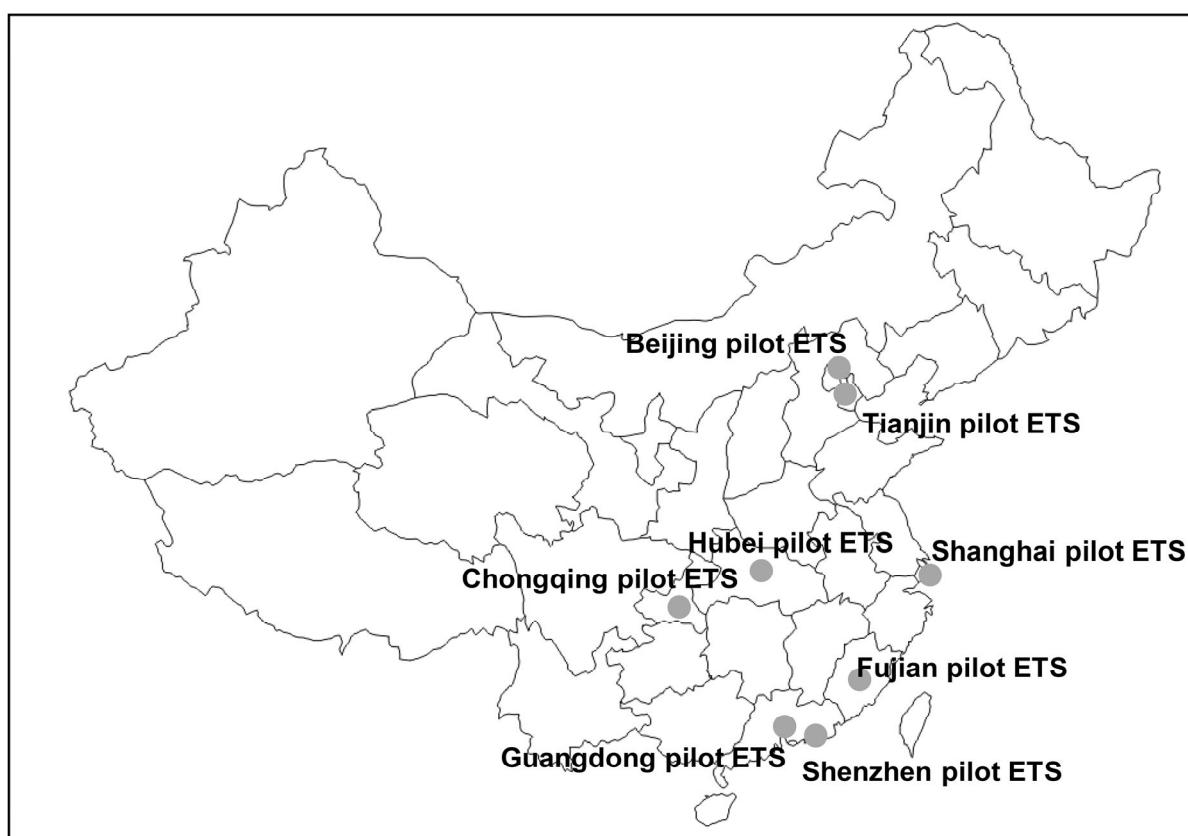 Beijing pilot ETS
Tianjin pilot ETS
Hubei pilot ETS
Shanghai pilot ETS
Chongqing pilot ETS
Fujian pilot ETS
Guangdong pilot ETS
Shenzhen pilot ETS